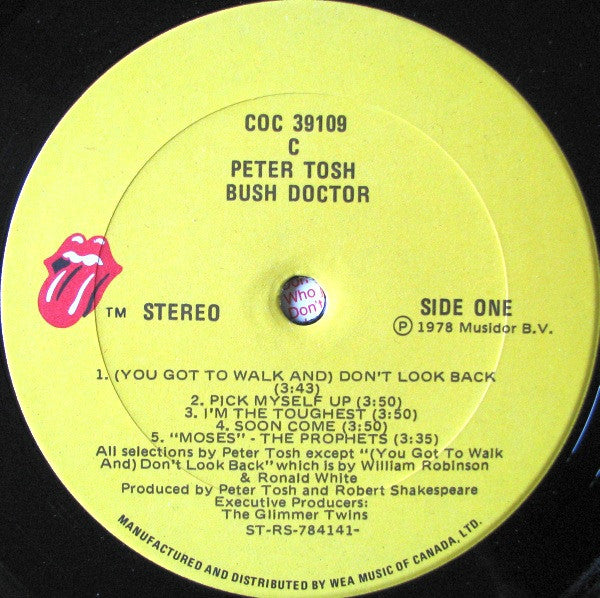 COC 39109
C
PETER TOSH
BUSH DOCTOR
TM STEREO
Who
Don't
SIDE ONE
Ⓟ 1978 Musidor B.V.
1. (YOU GOT TO WALK AND) DON'T LOOK BACK
(3:43)
2. PICK MYSELF UP (3:50)
3. I'M THE TOUGHEST (3:50)
4. SOON COME (3:50)
5. "MOSES" - THE PROPHETS (3:35)
All selections by Peter Tosh except "(You Got To Walk
And) Don't Look Back" which is by William Robinson
& Ronald White
Produced by Peter Tosh and Robert Shakespeare
Executive Producers:
The Glimmer Twins
ST-RS-784141-
MANUFACTURED AND DISTRIBUTED BY WEA MUSIC OF CANADA, LTD.